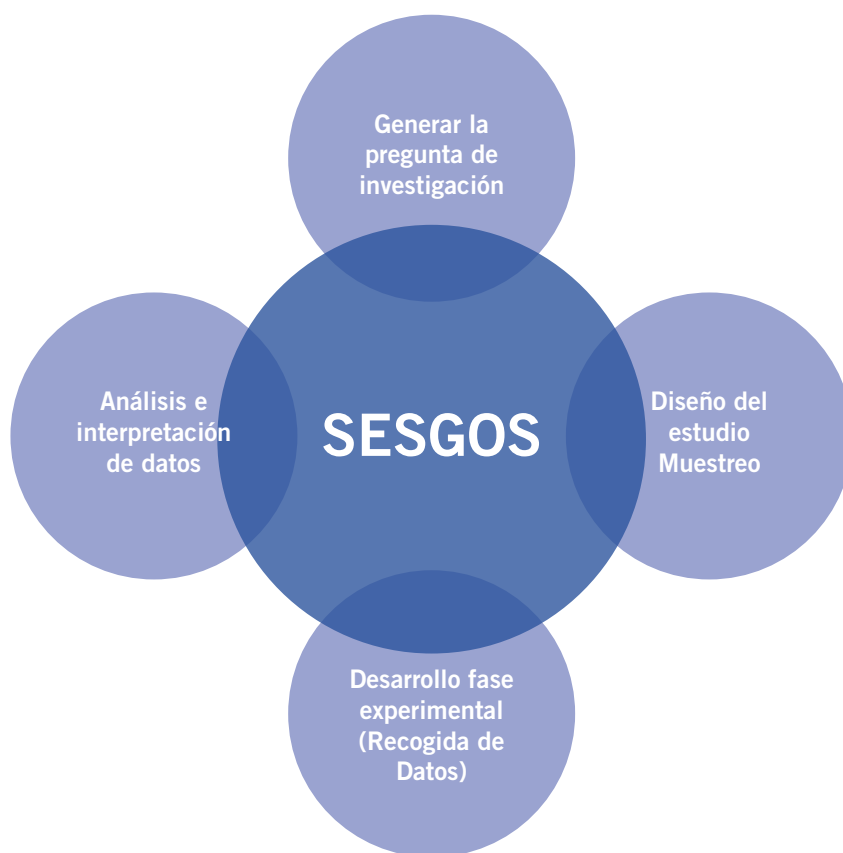 Generar la
pregunta de
investigación
Análisis e
interpretación
de datos
SESGOS
Diseño del
estudio
Muestreo
Desarrollo fase
experimental
(Recogida de
Datos)